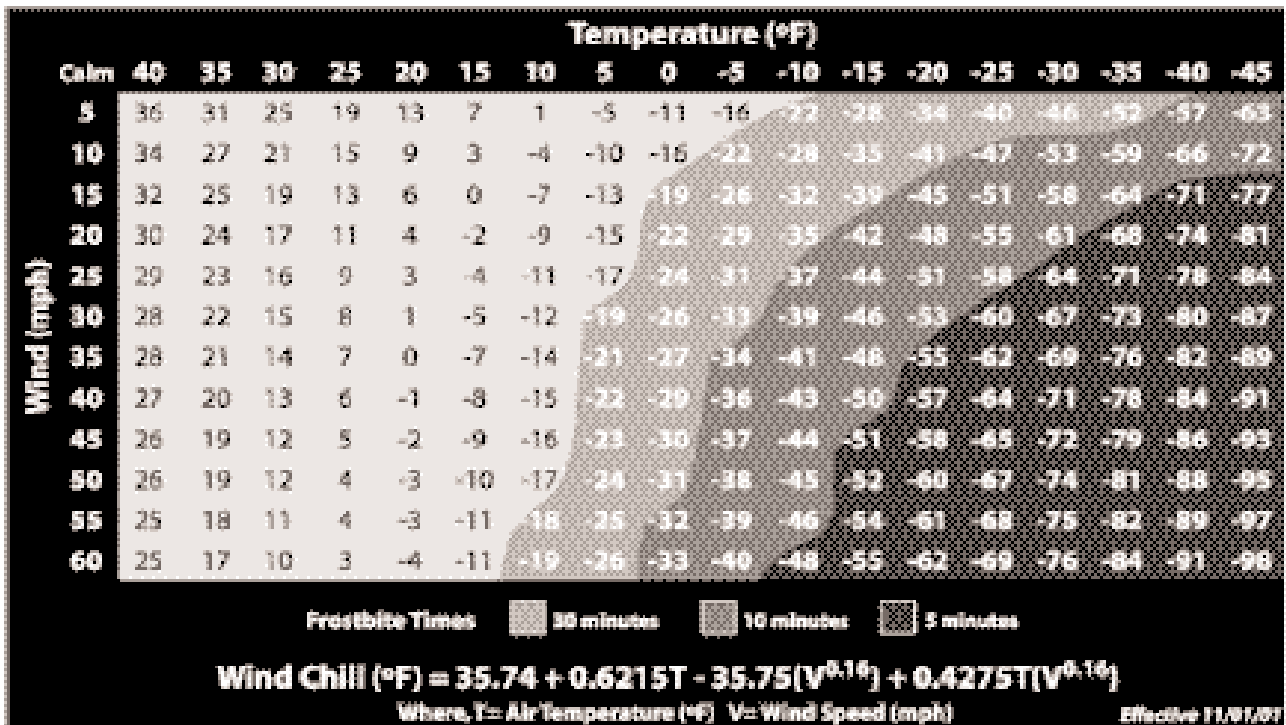 Temperature (ºF)
Calm 40 35 30 25 20 15 10 5 0 -5 -10 -15 -20 -25 -30 -35 -40 -45
5 36 31 25 19 13 7 1 -5 -11 -16 -22 -28 -34 -40 -46 -52 -57 -63
10 34 27 21 15 9 3 -4 -10 -16 -22 -28 -35 -41 -47 -53 -59 -66 -72
15 32 25 19 13 6 0 -7 -13 -19 -26 -32 -39 -45 -51 -58 -64 -71 -77
20 30 24 17 11 4 -2 -9 -15 -22 29 35 -42 -48 -55 -61 -68 -74 -81
Wind (mph)
25 29 23 16 9 3 -4 -11 -17 -24 -31 37 -44 -51 -58 64 -71 -78 -84
30 28 22 15 8 1 -5 -12 -19 -26 -33 -39 -46 -53 -60 -67 -73 -80 -87
35 28 21 14 7 0 -7 -14 -21 -27 -34 -41 -48 -55 -62 -69 -76 -82 -89
40 27 20 13 6 -1 -8 -15 -22 -29 -36 -43 -50 -57 -64 -71 -78 -84 -91
45 26 19 12 5 -2 -9 -16 -23 -30 -37 -44 -51 -58 -65 -72 -79 -86 -93
50 26 19 12 4 -3 -10 -17 24 -31 -38 -45 -52 -60 -67 -74 -81 -88 -95
55 25 18 11 4 -3 -11 18 -25 -32 -39 -46 -54 -61 -68 -75 -82 -89 -97
60 25 17 10 3 -4 -11 -19 -26 -33 -40 -48 -55 -62 -69 -76 -84 -91 -98
Frostbite Times 30 minutes 10 minutes 5 minutes
Wind Chill (ºF) = 35.74 + 0.6215T - 35.75(V^0.16) + 0.4275T(V^0.16)
Where, T= Air Temperature (ºF) V= Wind Speed (mph)
Effective 11/01/01